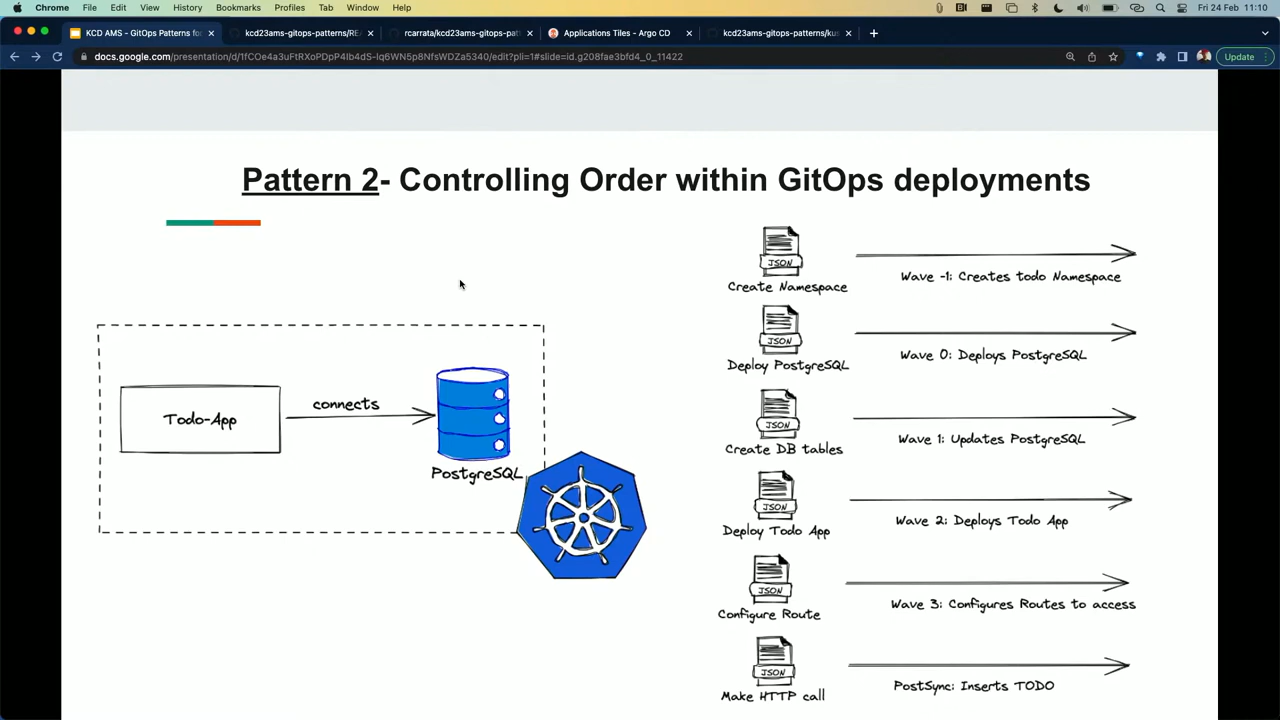 Chrome File Edit View History Bookmarks Profiles Tab Window Help Fri 24 Feb 11:10
KCD AMS - GitOps Patterns fo
kcd23ams-gitops-patterns/RE
rcarrata/kcd23ams-gitops-pat
Applications Tiles - Argo CD
kcd23ams-gitops-patterns/kus
docs.google.com/presentation/d/1fCOe4a3uFtRXoPDpP4Ib4dS-lq6WN5p8NfsWDZa5340/edit?pli=1#slide=id.g208fae3bfd4_0_11422
Update
Pattern 2- Controlling Order within GitOps deployments
Todo-App
connects
PostgreSQL
JSON
Create Namespace
Wave -1: Creates todo Namespace
JSON
Deploy PostgreSQL
Wave 0: Deploys PostgreSQL
JSON
Create DB tables
Wave 1: Updates PostgreSQL
JSON
Deploy Todo App
Wave 2: Deploys Todo App
JSON
Configure Route
Wave 3: Configures Routes to access
JSON
Make HTTP call
PostSync: Inserts TODO